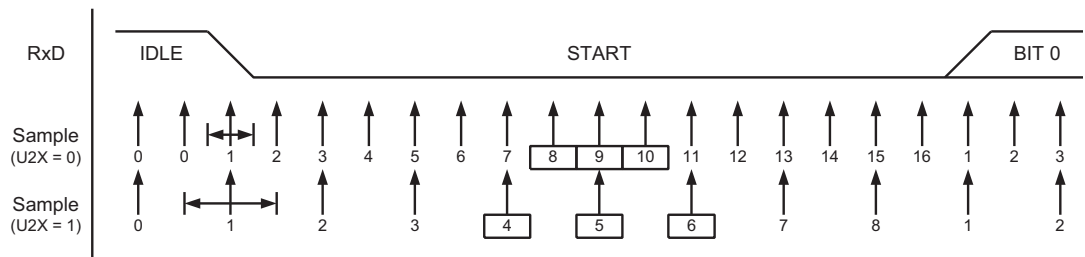 RxD IDLE START BIT 0
Sample
(U2X = 0)
0 0 1 2 3 4 5 6 7 8 9 10 11 12 13 14 15 16 1 2 3
Sample
(U2X = 1)
0 1 2 3 4 5 6 7 8 1 2